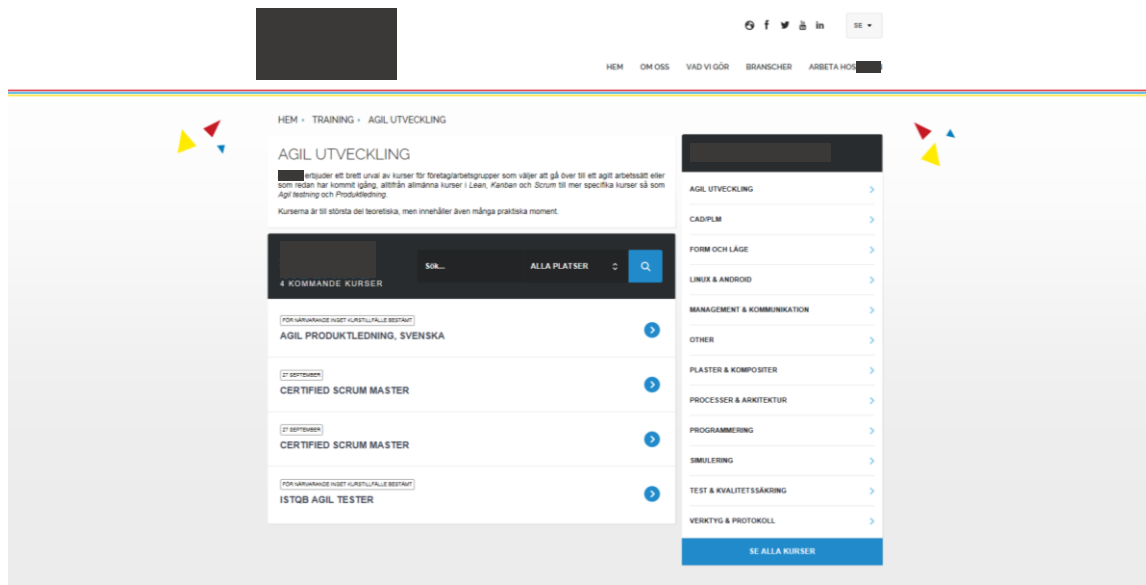 SE
HEM OM OSS VAD VI GÖR BRANSCHER ARBETA HOS
HEM › TRAINING › AGIL UTVECKLING
AGIL UTVECKLING
erbjuder ett brett urval av kurser för företag/arbetsgrupper som väljer att gå över till ett agilt arbetssätt eller
som redan har kommit igång, alltifrån allmänna kurser i Lean, Kanban och Scrum till mer specifika kurser så som
Agil testning och Produktledning.
Kurserna är till största del teoretiska, men innehåller även många praktiska moment.
Sök... ALLA PLATSER
4 KOMMANDE KURSER
FÖR NÄRVARANDE INGET KURSTILLFÄLLE BESTÄMT
AGIL PRODUKTLEDNING, SVENSKA
27 SEPTEMBER
CERTIFIED SCRUM MASTER
27 SEPTEMBER
CERTIFIED SCRUM MASTER
FÖR NÄRVARANDE INGET KURSTILLFÄLLE BESTÄMT
ISTQB AGIL TESTER
AGIL UTVECKLING
CAD/PLM
FORM OCH LÄGE
LINUX & ANDROID
MANAGEMENT & KOMMUNIKATION
OTHER
PLASTER & KOMPOSITER
PROCESSER & ARKITEKTUR
PROGRAMMERING
SIMULERING
TEST & KVALITETSSÄKRING
VERKTYG & PROTOKOLL
SE ALLA KURSER